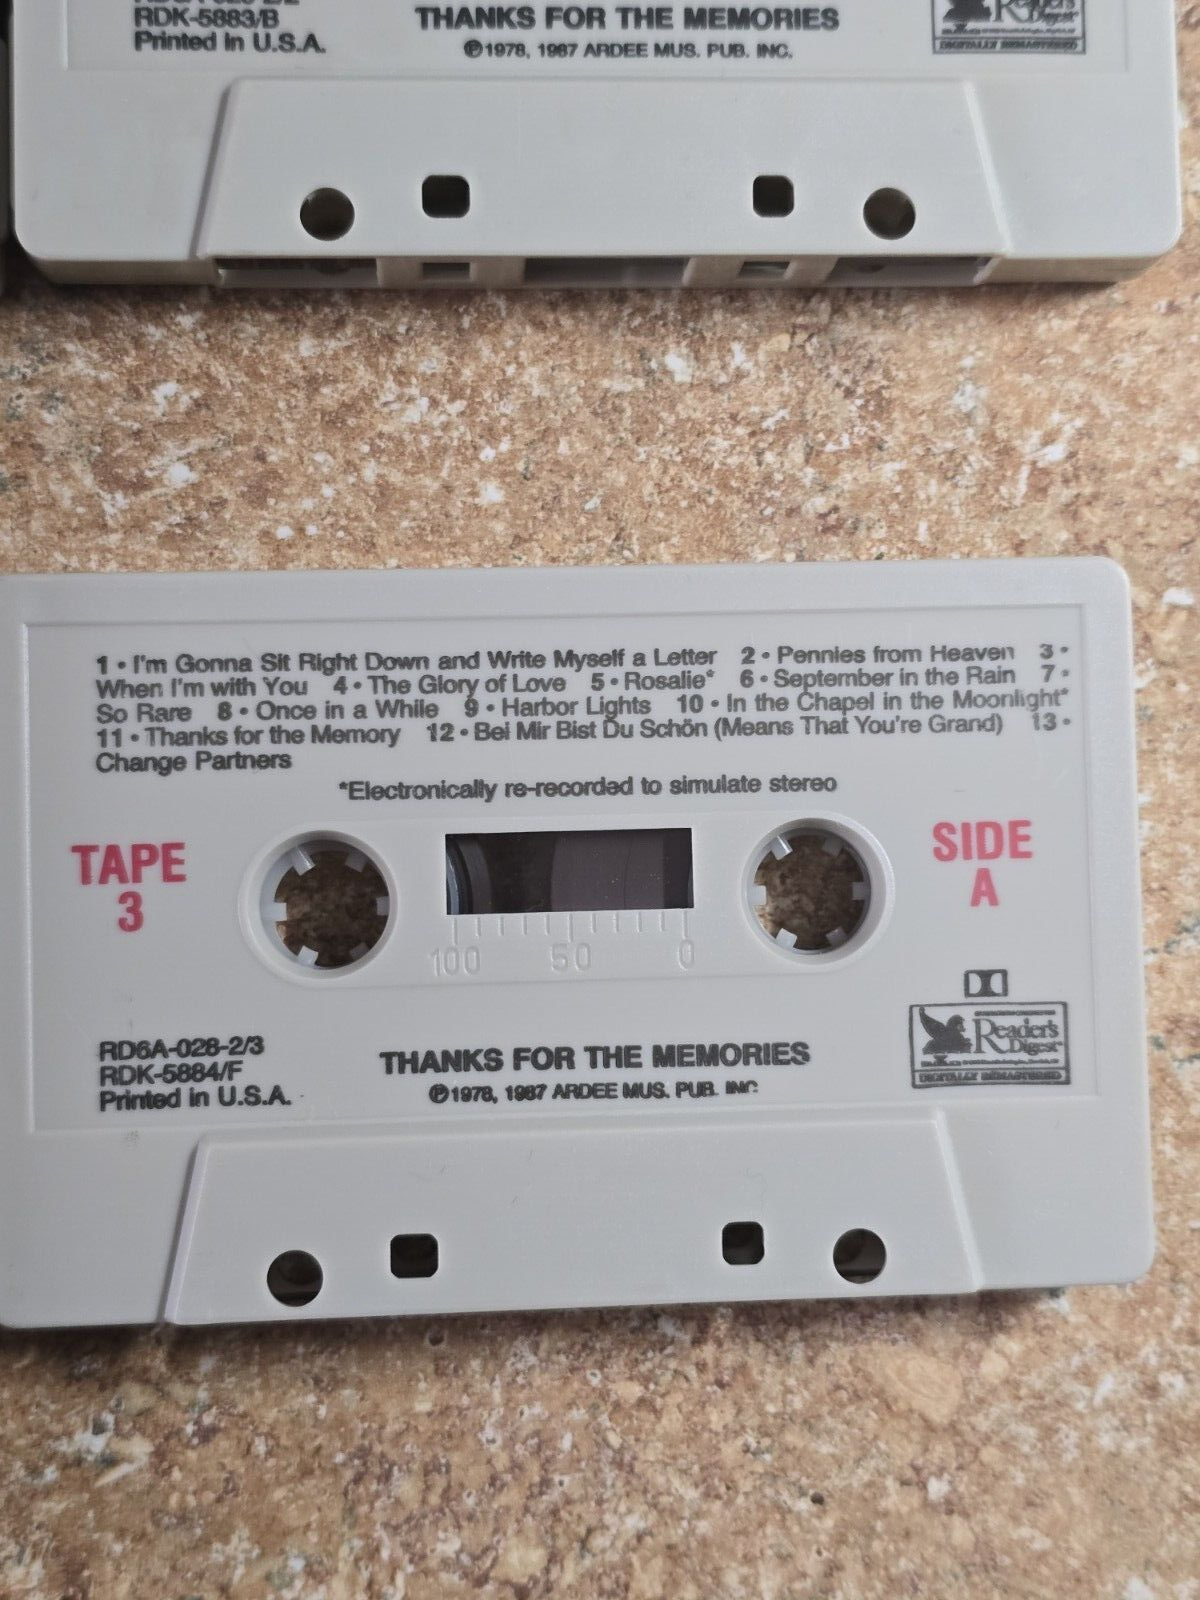 RDK-5883/B
Printed in U.S.A.
THANKS FOR THE MEMORIES
℗1978, 1987 ARDEE MUS. PUB. INC.
Reader's
Digest
DIGITALLY REMASTERED
1 • I'm Gonna Sit Right Down and Write Myself a Letter 2 • Pennies from Heaven 3 •
When I'm with You 4 • The Glory of Love 5 • Rosalie* 6 • September in the Rain 7 •
So Rare 8 • Once in a While 9 • Harbor Lights 10 • In the Chapel in the Moonlight*
11 • Thanks for the Memory 12 • Bei Mir Bist Du Schön (Means That You're Grand) 13 •
Change Partners
*Electronically re-recorded to simulate stereo
TAPE
3
SIDE
A
100 50 0
RD6A-028-2/3
RDK-5884/F
Printed in U.S.A.
THANKS FOR THE MEMORIES
℗1978, 1987 ARDEE MUS. PUB. INC.
Reader's
Digest
DIGITALLY REMASTERED